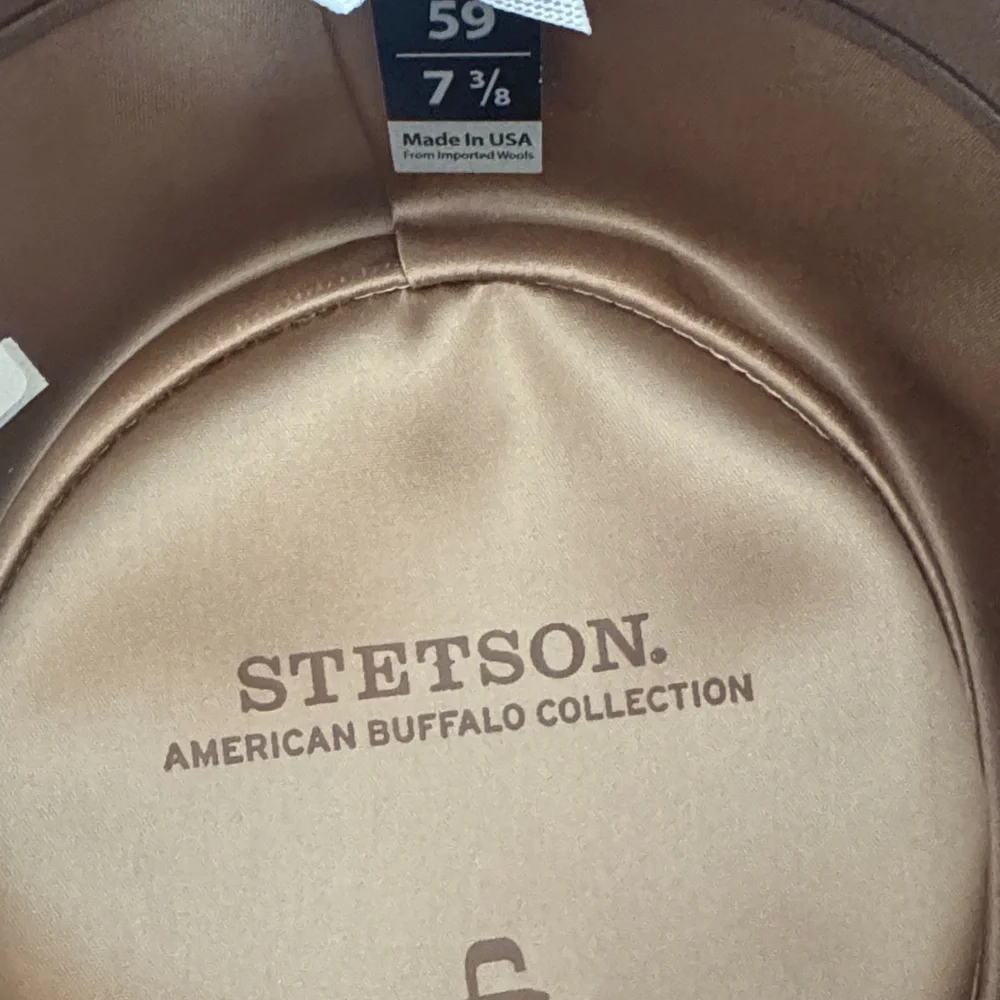 59
7 3/8
Made In USA
From Imported Wools
STETSON.
AMERICAN BUFFALO COLLECTION